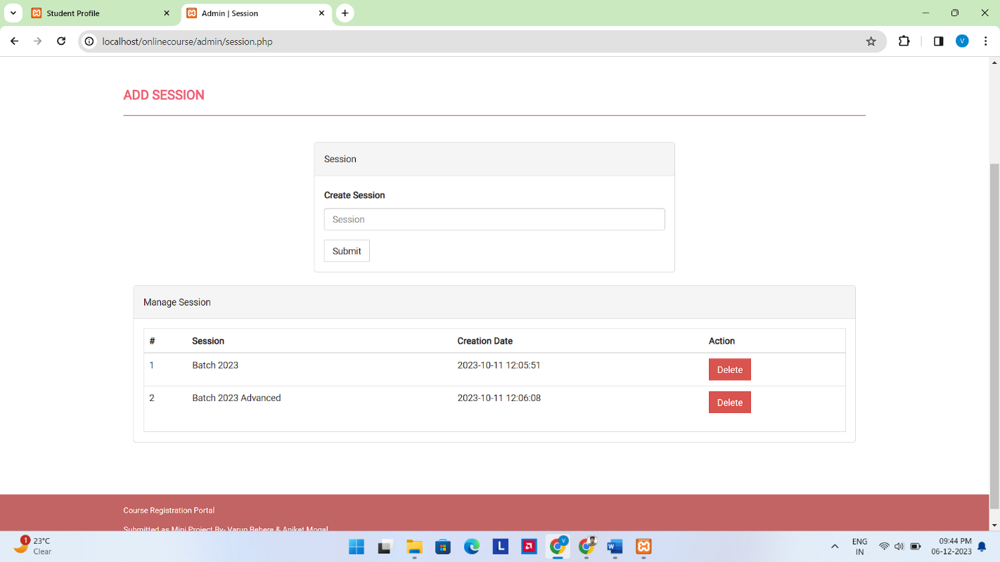 Student Profile
Admin | Session
localhost/onlinecourse/admin/session.php
V
ADD SESSION
Session
Create Session
Session
Submit
Manage Session
# Session Creation Date Action
1 Batch 2023 2023-10-11 12:05:51 Delete
2 Batch 2023 Advanced 2023-10-11 12:06:08 Delete
Course Registration Portal
Submitted as Mini Project By- Varun Behere & Aniket Mogal
1
23°C
Clear
L
V
W
ENG
IN
09:44 PM
06-12-2023